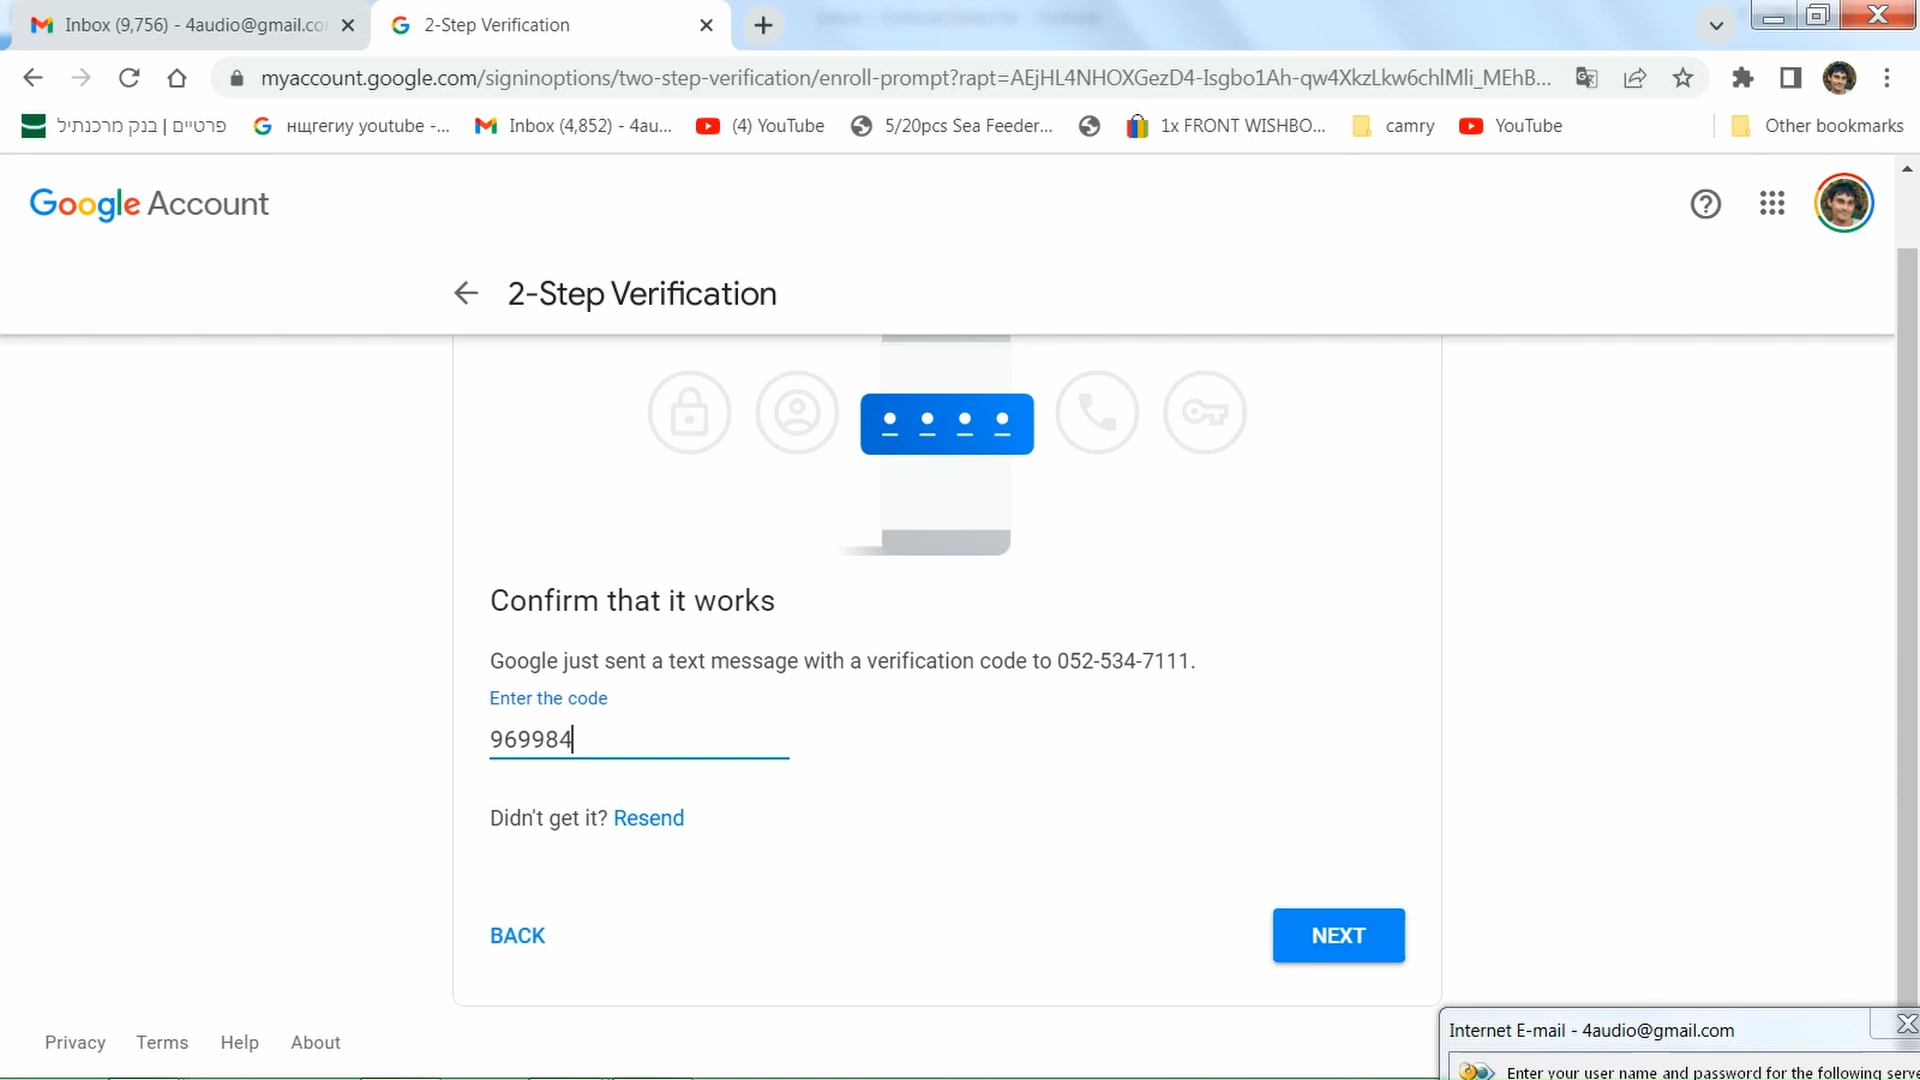 Inbox (9,756) - 4audio@gmail.co
2-Step Verification
myaccount.google.com/signinoptions/two-step-verification/enroll-prompt?rapt=AEjHL4NHOXGezD4-Isgbo1Ah-qw4XkzLkw6chlMli_MEhB...
פרטיים | בנק מרכנתיל
нщгегиу youtube -...
Inbox (4,852) - 4au...
(4) YouTube
5/20pcs Sea Feeder...
1x FRONT WISHBO...
camry
YouTube
Other bookmarks
Google Account
2-Step Verification
Confirm that it works
Google just sent a text message with a verification code to 052-534-7111.
Enter the code
969984
Didn't get it? Resend
BACK
NEXT
Privacy
Terms
Help
About
Internet E-mail - 4audio@gmail.com
Enter your user name and password for the following serve